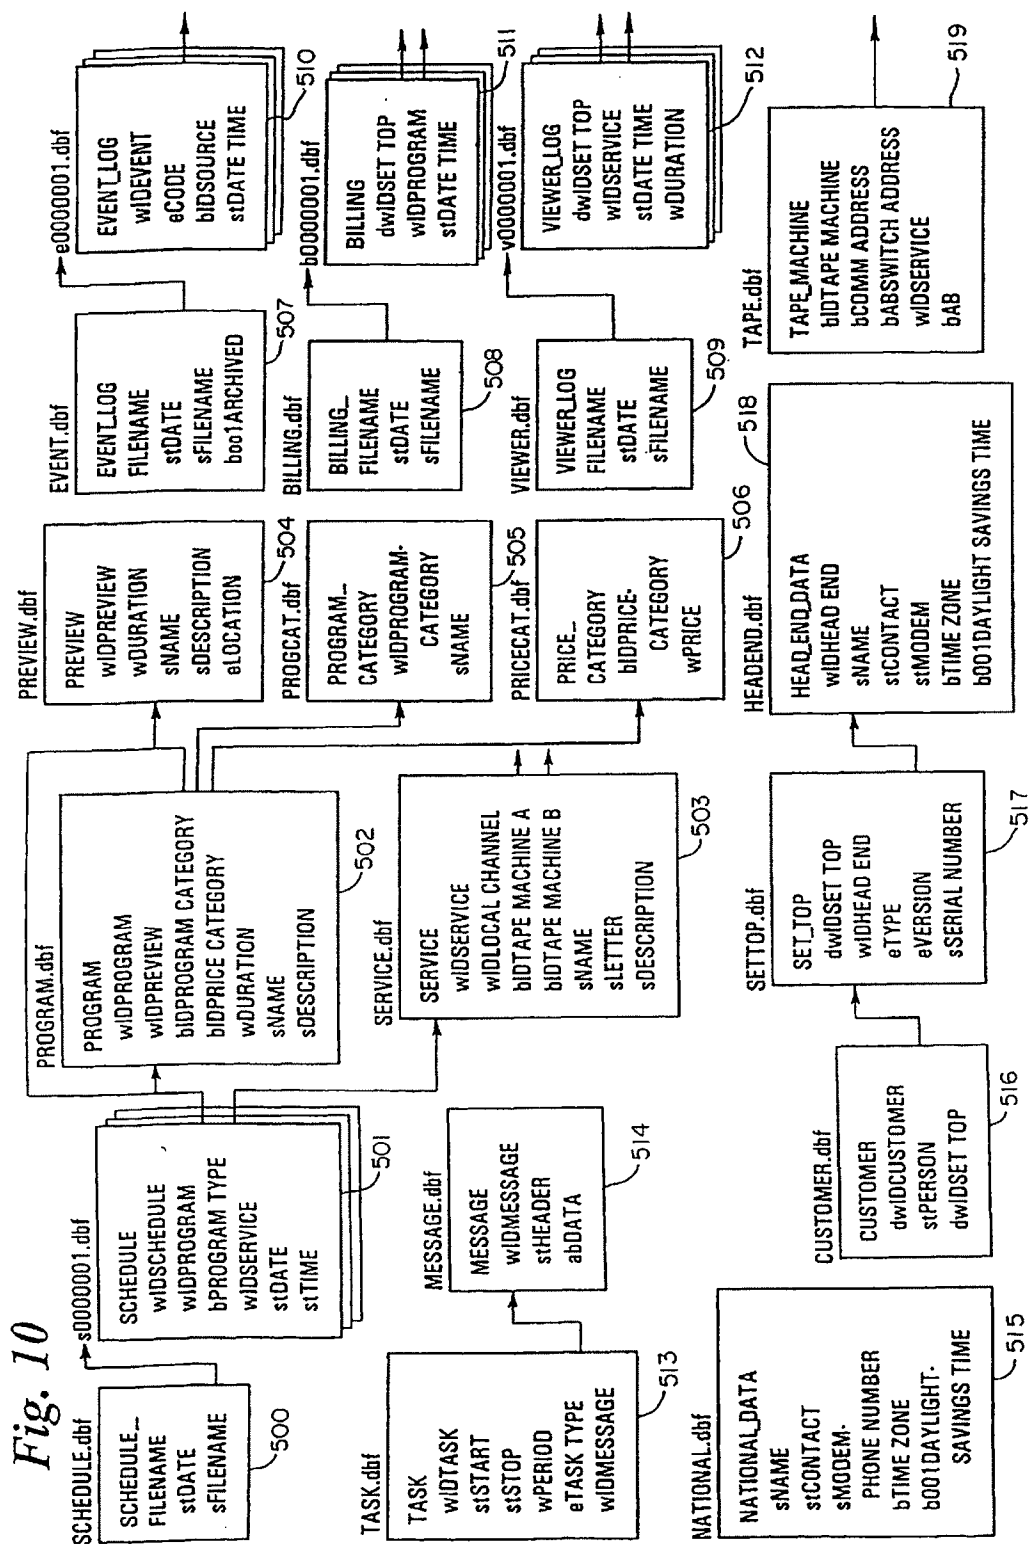 Fig. 10
SCHEDULE.dbf
SCHEDULE_
FILENAME
stDATE
sFILENAME
500
s0000001.dbf
SCHEDULE
wIDSCHEDULE
wIDPROGRAM
bPROGRAM TYPE
wIDSERVICE
stDATE
stTIME
501
PROGRAM.dbf
PROGRAM
wIDPROGRAM
wIDPREVIEW
bIDPROGRAM CATEGORY
bIDPRICE CATEGORY
wDURATION
sNAME
sDESCRIPTION
502
SERVICE.dbf
SERVICE
wIDSERVICE
wIDLOCAL CHANNEL
bIDTAPE MACHINE A
bIDTAPE MACHINE B
sNAME
sLETTER
sDESCRIPTION
503
PREVIEW.dbf
PREVIEW
wIDPREVIEW
wDURATION
sNAME
sDESCRIPTION
eLOCATION
504
PROGCAT.dbf
PROGRAM_
CATEGORY
wIDPROGRAM-
CATEGORY
sNAME
505
PRICECAT.dbf
PRICE_
CATEGORY
bIDPRICE-
CATEGORY
wPRICE
506
EVENT.dbf
EVENT_LOG
FILENAME
stDATE
sFILENAME
boo1ARCHIVED
507
BILLING.dbf
BILLING_
FILENAME
stDATE
sFILENAME
508
VIEWER.dbf
VIEWER_LOG
FILENAME
stDATE
sFILENAME
509
e0000001.dbf
EVENT_LOG
wIDEVENT
eCODE
bIDSOURCE
stDATE TIME
510
b0000001.dbf
BILLING
dwIDSET TOP
wIDPROGRAM
stDATE TIME
511
v0000001.dbf
VIEWER_LOG
dwIDSET TOP
wIDSERVICE
stDATE TIME
wDURATION
512
TASK.dbf
TASK
wIDTASK
stSTART
stSTOP
wPERIOD
eTASK TYPE
wIDMESSAGE
513
MESSAGE.dbf
MESSAGE
wIDMESSSAGE
stHEADER
abDATA
514
NATIONAL.dbf
NATIONAL_DATA
sNAME
stCONTACT
sMODEM-
PHONE NUMBER
bTIME ZONE
b001DAYLIGHT-
SAVINGS TIME
515
CUSTOMER.dbf
CUSTOMER
dwIDCUSTOMER
stPERSON
dwIDSET TOP
516
SETTOP.dbf
SET_TOP
dwIDSET TOP
wIDHEAD END
eTYPE
eVERSION
sSERIAL NUMBER
517
HEADEND.dbf
HEAD_END_DATA
wIDHEAD END
sNAME
stCONTACT
stMODEM
bTIME ZONE
b001DAYLIGHT SAVINGS TIME
518
TAPE.dbf
TAPE_MACHINE
bIDTAPE MACHINE
bCOMM ADDRESS
bABSWITCH ADDRESS
wIDSERVICE
bAB
519